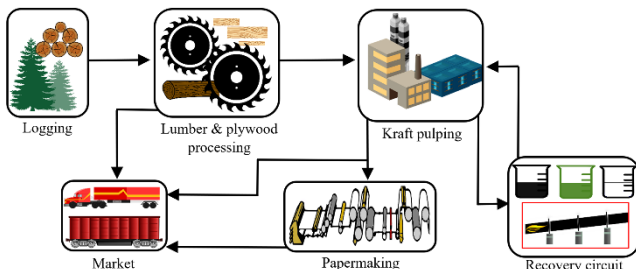 Logging
Lumber & plywood
processing
Kraft pulping
Market
Papermaking
Recovery circuit